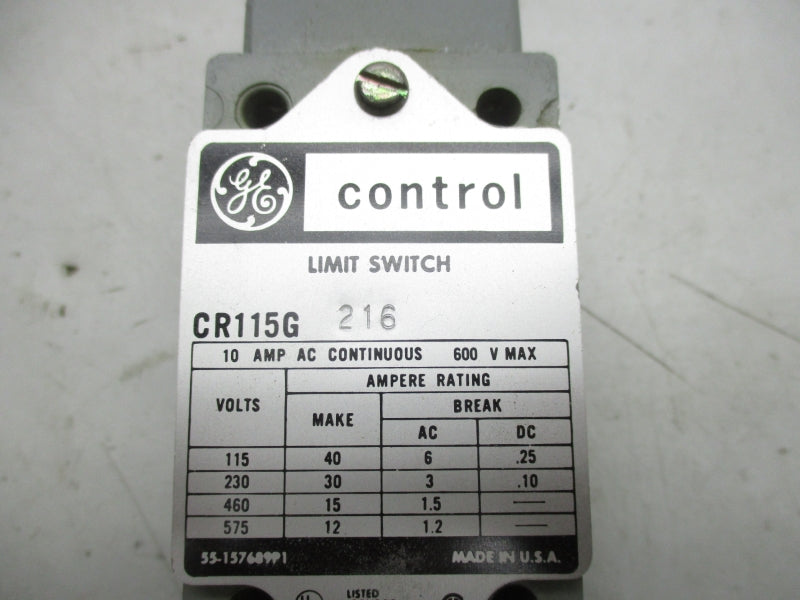 GE control
LIMIT SWITCH
CR115G 216
10 AMP AC CONTINUOUS 600 V MAX
VOLTS AMPERE RATING
MAKE BREAK
AC DC
115 40 6 .25
230 30 3 .10
460 15 1.5 —
575 12 1.2 —
55-157689P1 MADE IN U.S.A.
LISTED